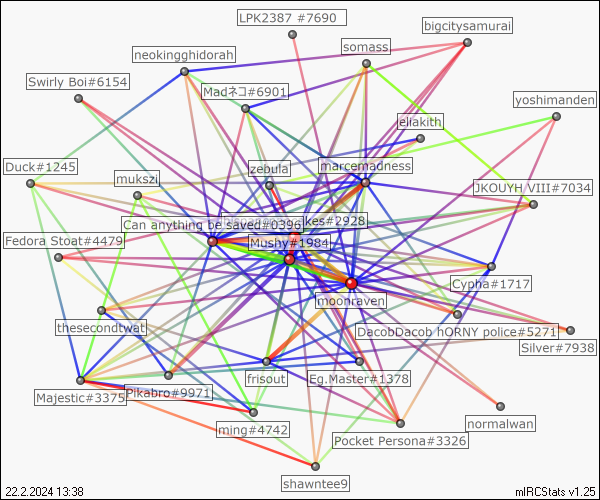 LPK2387 #7690
bigcitysamurai
somass
neokingghidorah
Swirly Boi#6154
Madネコ#6901
yoshimanden
eliakith
zebula
marcemadness
Duck#1245
mukszi
JKOUYH VIII#7034
Can anything be saved#0396
kes#2928
Fedora Stoat#4479
Mushy#1984
Cypha#1717
moonraven
thesecondtwat
DacobDacob hORNY police#5271
Silver#7938
frisout
Eg.Master#1378
Majestic#3375
Pikabro#9971
normalwan
ming#4742
Pocket Persona#3326
shawntee9
22.2.2024 13:38
mIRCStats v1.25